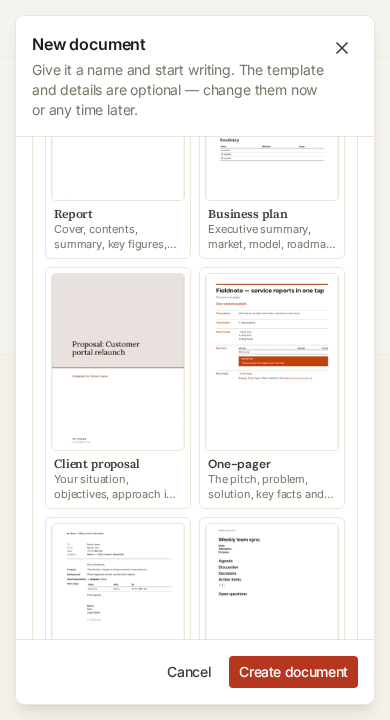 New document
Give it a name and start writing. The template
and details are optional — change them now
or any time later.
Roadmap
Report
Cover, contents,
summary, key figures,…
Business plan
Executive summary,
market, model, roadma…
Proposal: Customer
portal relaunch
Prepared for client name
Fieldnote — service reports in one tap
Client proposal
Your situation,
objectives, approach i…
One-pager
The pitch, problem,
solution, key facts and…
Weekly team sync
Agenda
Discussion
Decisions
Action items
Open questions
Cancel
Create document